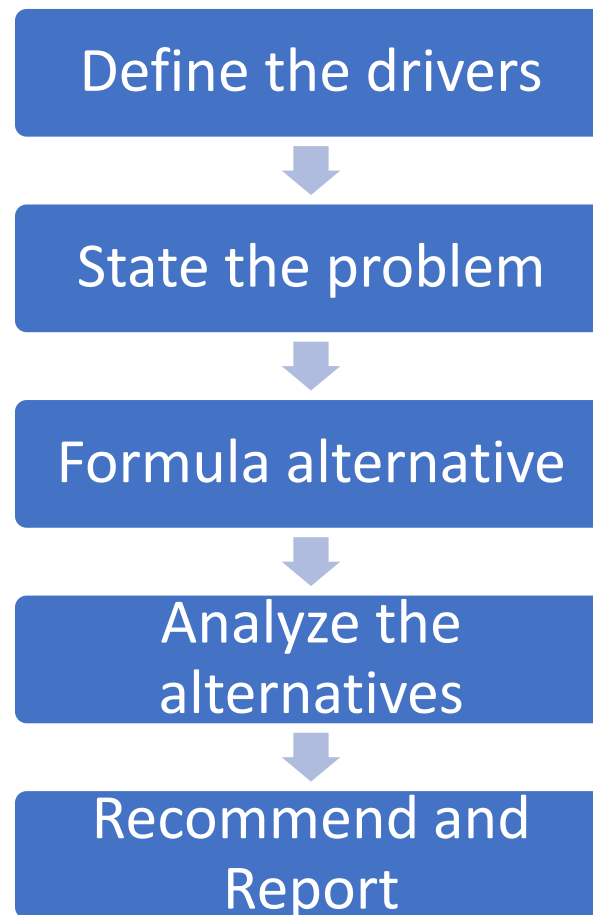 Define the drivers
State the problem
Formula alternative
Analyze the
alternatives
Recommend and
Report